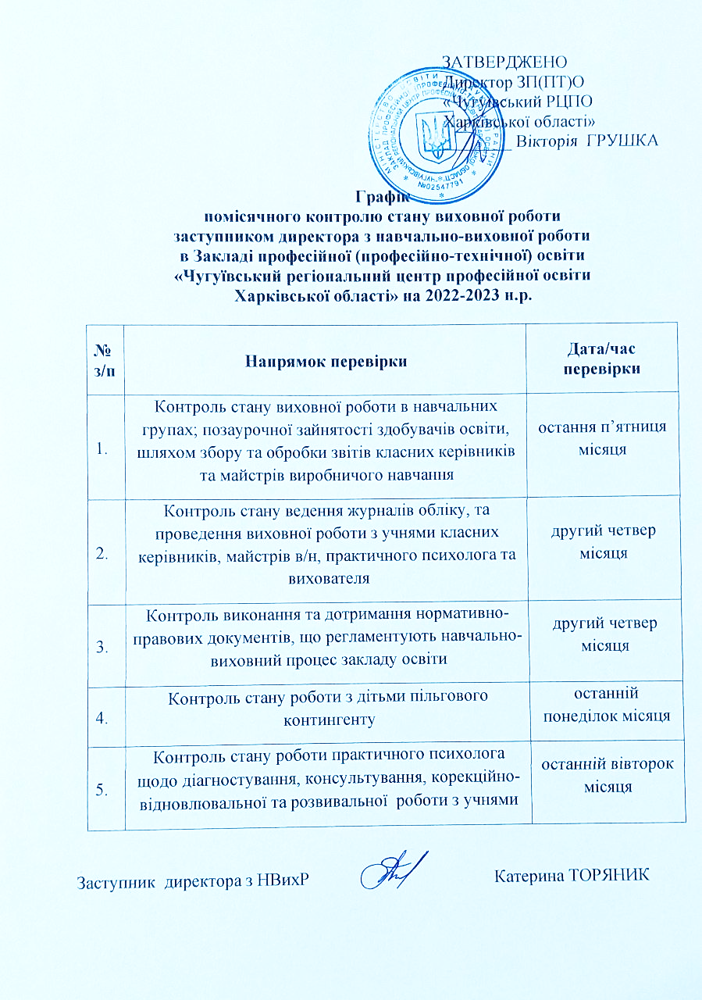 ЗАТВЕРДЖЕНО
Директор ЗП(ПТ)О
«Чугуївський РЦПО
Харківської області»
Вікторія ГРУШКА
№02547791
Графік
помісячного контролю стану виховної роботи
заступником директора з навчально-виховної роботи
в Закладі професійної (професійно-технічної) освіти
«Чугуївський регіональний центр професійної освіти
Харківської області» на 2022-2023 н.р.
№
з/п
Напрямок перевірки
Дата/час
перевірки
1.
Контроль стану виховної роботи в навчальних
групах; позаурочної зайнятості здобувачів освіти,
шляхом збору та обробки звітів класних керівників
та майстрів виробничого навчання
остання п’ятниця
місяця
2.
Контроль стану ведення журналів обліку, та
проведення виховної роботи з учнями класних
керівників, майстрів в/н, практичного психолога та
вихователя
другий четвер
місяця
3.
Контроль виконання та дотримання нормативно-
правових документів, що регламентують навчально-
виховний процес закладу освіти
другий четвер
місяця
4.
Контроль стану роботи з дітьми пільгового
контингенту
останній
понеділок місяця
5.
Контроль стану роботи практичного психолога
щодо діагностування, консультування, корекційно-
відновлювальної та розвивальної роботи з учнями
останній вівторок
місяця
Заступник директора з НВихР
Катерина ТОРЯНИК